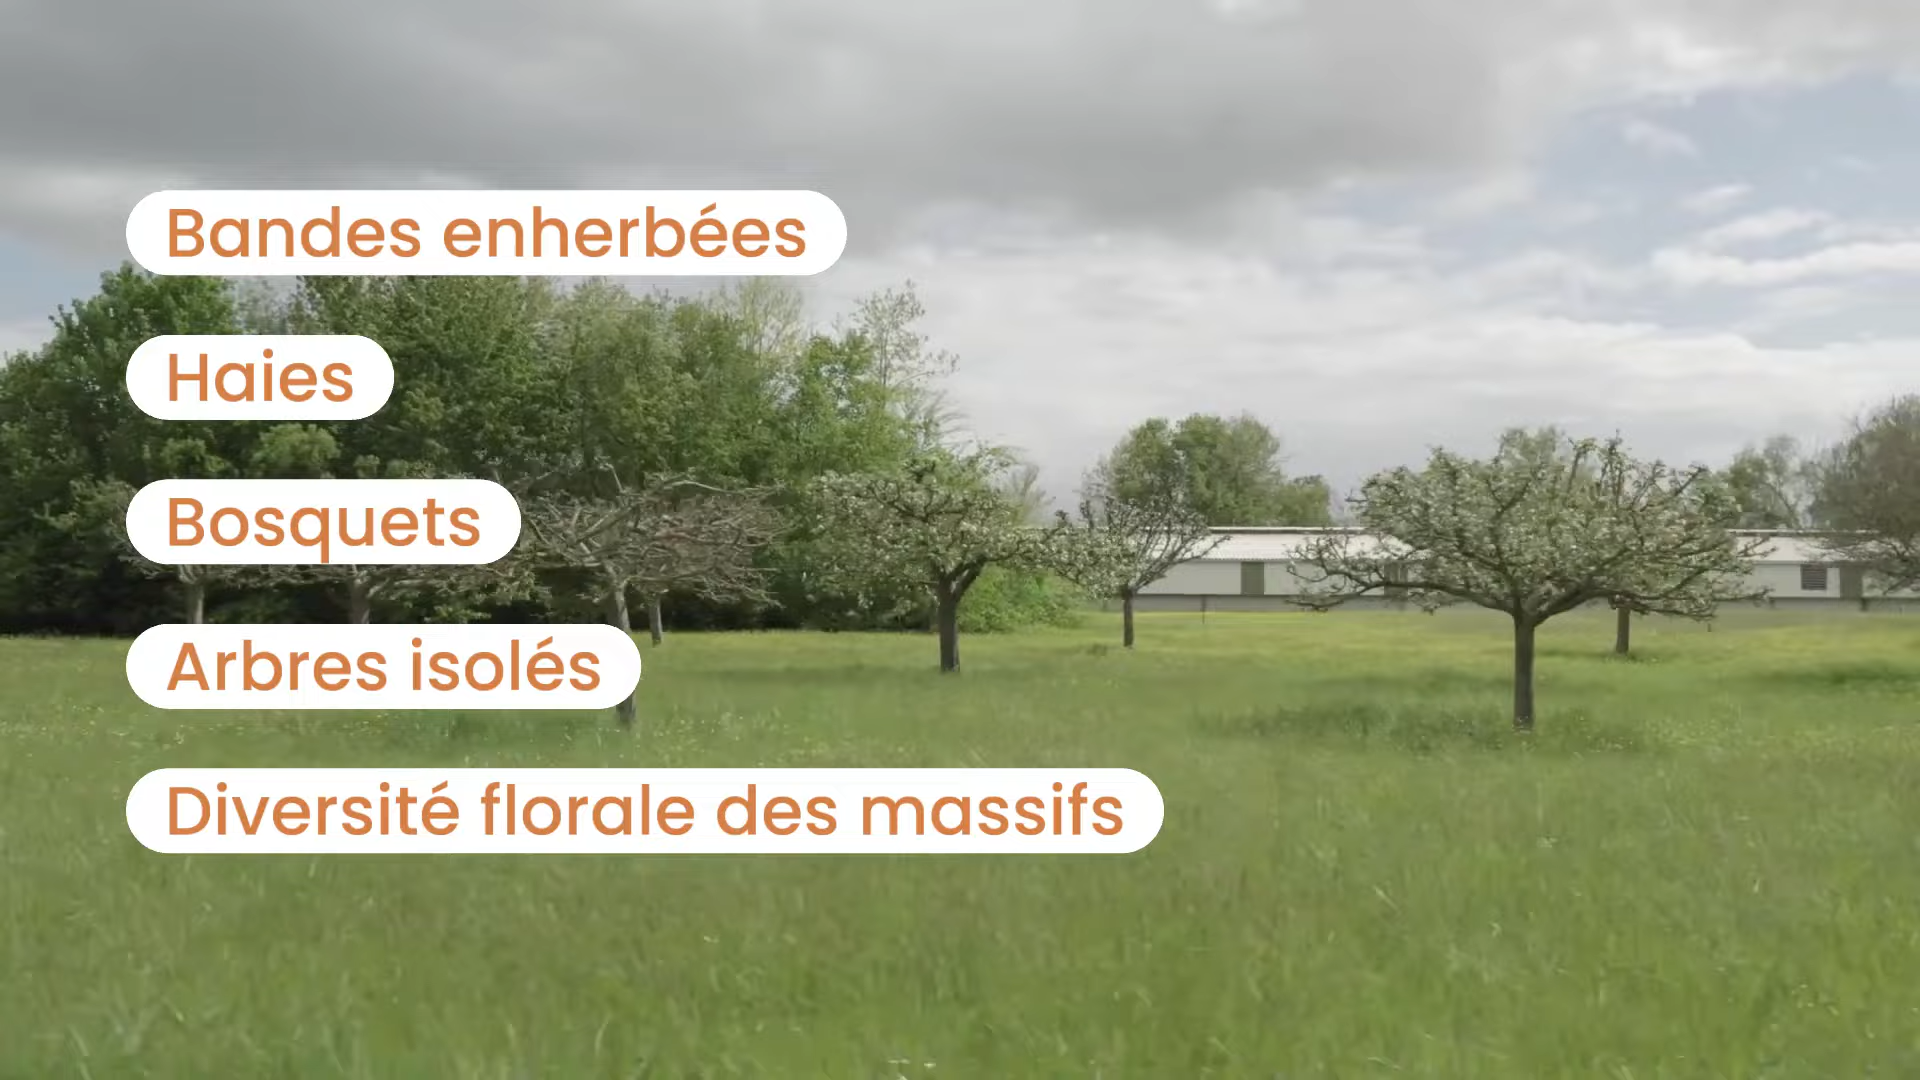 Bandes enherbées
Haies
Bosquets
Arbres isolés
Diversité florale des massifs